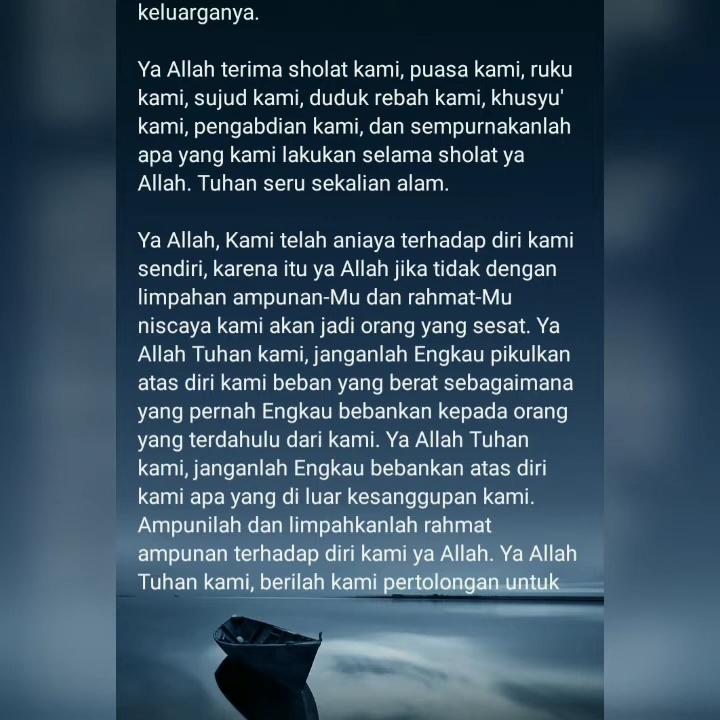 keluarganya.
Ya Allah terima sholat kami, puasa kami, ruku
kami, sujud kami, duduk rebah kami, khusyu'
kami, pengabdian kami, dan sempurnakanlah
apa yang kami lakukan selama sholat ya
Allah. Tuhan seru sekalian alam.
Ya Allah, Kami telah aniaya terhadap diri kami
sendiri, karena itu ya Allah jika tidak dengan
limpahan ampunan-Mu dan rahmat-Mu
niscaya kami akan jadi orang yang sesat. Ya
Allah Tuhan kami, janganlah Engkau pikulkan
atas diri kami beban yang berat sebagaimana
yang pernah Engkau bebankan kepada orang
yang terdahulu dari kami. Ya Allah Tuhan
kami, janganlah Engkau bebankan atas diri
kami apa yang di luar kesanggupan kami.
Ampunilah dan limpahkanlah rahmat
ampunan terhadap diri kami ya Allah. Ya Allah
Tuhan kami, berilah kami pertolongan untuk